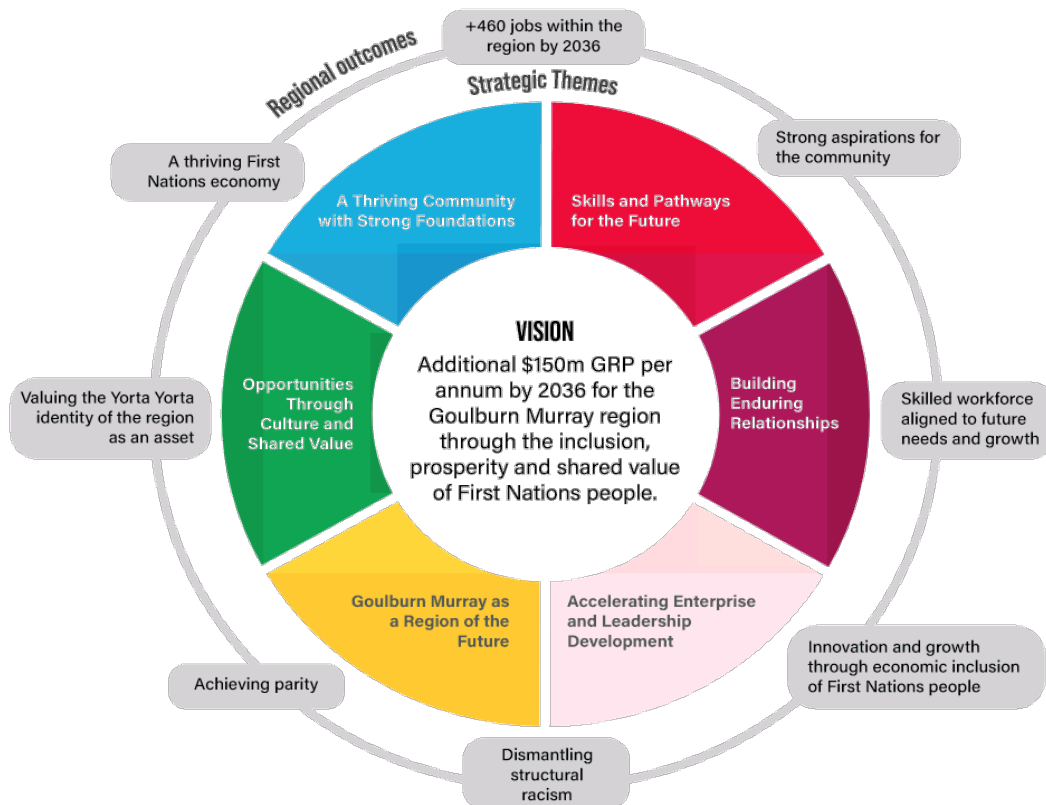 +460 jobs within the
region by 2036
Regional outcomes
Strategic Themes
Strong aspirations for
the community
A thriving First
Nations economy
A Thriving Community
with Strong Foundations
Skills and Pathways
for the Future
VISION
Additional $150m GRP per
annum by 2036 for the
Goulburn Murray region
through the inclusion,
prosperity and shared value
of First Nations people.
Opportunities
Through
Culture and
Shared Value
Building
Enduring
Relationships
Valuing the Yorta Yorta
identity of the region
as an asset
Skilled workforce
aligned to future
needs and growth
Goulburn Murray as
a Region of the
Future
Accelerating Enterprise
and Leadership
Development
Innovation and growth
through economic inclusion
of First Nations people
Achieving parity
Dismantling
structural
racism